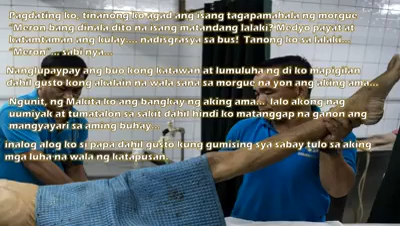 Pagdating ko, tinanong ko agad ang isang tagapamahala ng morgue
"Meron bang dinala dito na isang matandang lalaki? Medyo payat at
katamtaman ang kulay.... nadisgrasya sa bus! Tanong ko sa lalaki...
"Meron".... sabi nya...
Nanglupaypay ang buo kong katawan at lumuluha ng di ko mapigilan
dahil gusto kong akalain na wala sana sa morgue na yon ang aking ama...
Ngunit, ng Makita ko ang bangkay ng aking ama... lalo akong nag
uumiyak at tumatalon sa sakit dahil hindi ko matanggap na ganon ang
mangyayari sa aming buhay...
inalog alog ko si papa dahil gusto kung gumising sya sabay tulo sa aking
mga luha na wala ng katapusan.